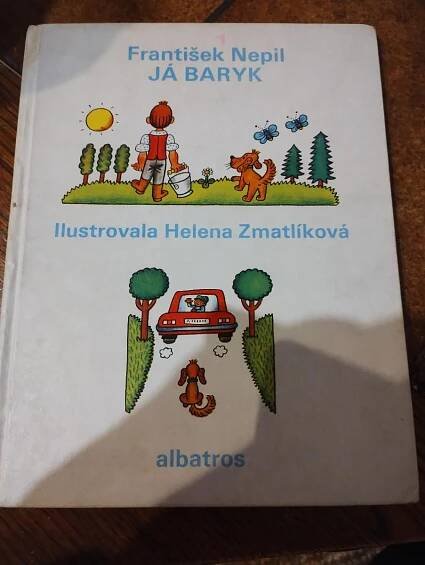 František Nepil
JÁ BARYK
Ilustrovala Helena Zmatlíková
albatros